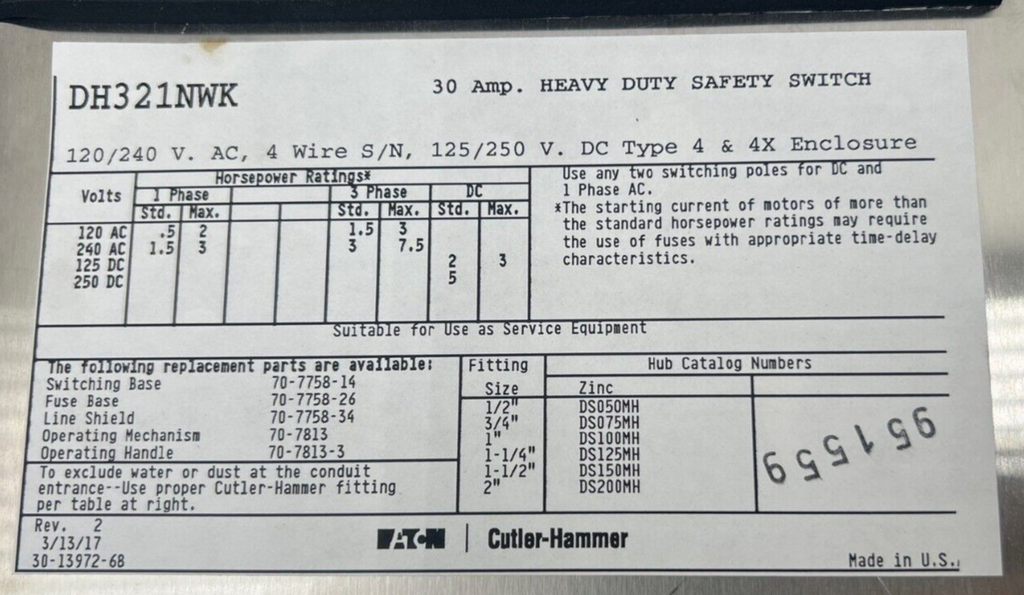 DH321NWK
30 Amp. HEAVY DUTY SAFETY SWITCH
120/240 V. AC, 4 Wire S/N, 125/250 V. DC Type 4 & 4X Enclosure
Volts Horsepower Ratings*
1 Phase 3 Phase DC
Std. Max. Std. Max. Std. Max.
120 AC .5 2 1.5 3
240 AC 1.5 3 3 7.5
125 DC 2 3
250 DC 5
Use any two switching poles for DC and
1 Phase AC.
*The starting current of motors of more than
the standard horsepower ratings may require
the use of fuses with appropriate time-delay
characteristics.
Suitable for Use as Service Equipment
The following replacement parts are available:
Switching Base 70-7758-14
Fuse Base 70-7758-26
Line Shield 70-7758-34
Operating Mechanism 70-7813
Operating Handle 70-7813-3
To exclude water or dust at the conduit
entrance--Use proper Cutler-Hammer fitting
per table at right.
Fitting Hub Catalog Numbers
Size Zinc
1/2" DS050MH
3/4" DS075MH
1" DS100MH
1-1/4" DS125MH
1-1/2" DS150MH
2" DS200MH
951559
Rev. 2
3/13/17
30-13972-68
EATON | Cutler-Hammer
Made in U.S.